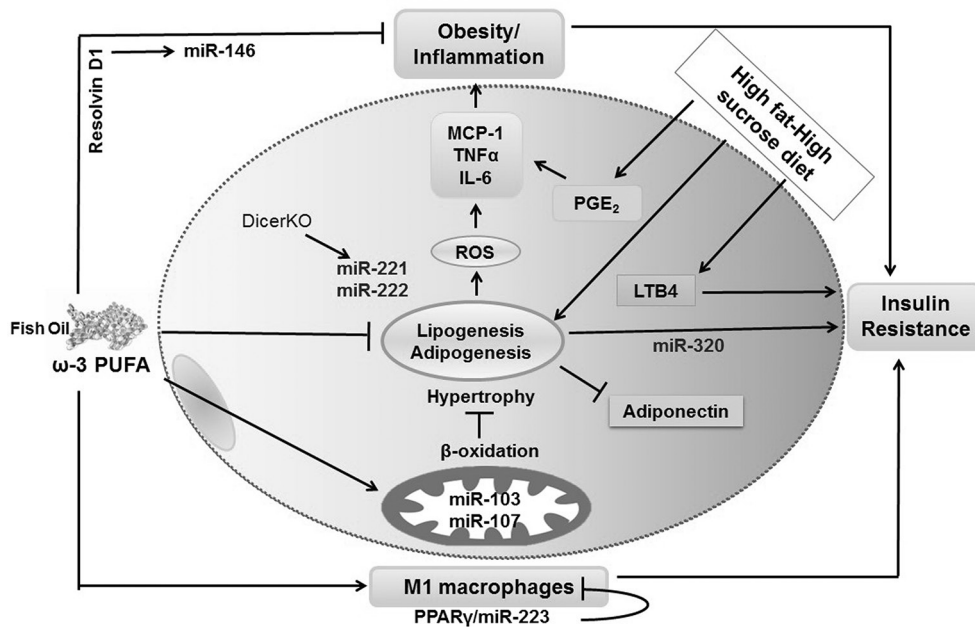 Obesity/
Inflammation
Resolvin D1
miR-146
High fat-High
sucrose diet
MCP-1
TNFα
IL-6
PGE₂
DicerKO
miR-221
miR-222
ROS
LTB4
Fish Oil
ω-3 PUFA
Lipogenesis
Adipogenesis
miR-320
Insulin
Resistance
Hypertrophy
Adiponectin
β-oxidation
miR-103
miR-107
M1 macrophages
PPARγ/miR-223